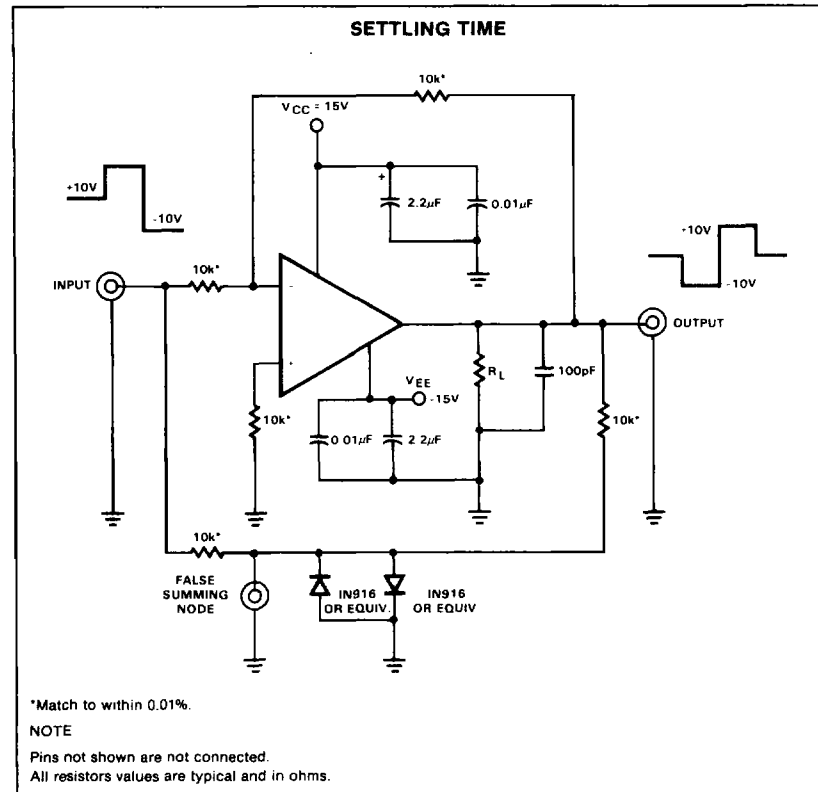 SETTLING TIME
10k*
VCC = 15V
+
2.2µF
0.01µF
+10V
-10V
+10V
-10V
INPUT
10k*
-
OUTPUT
+
VEE
-15V
RL
100pF
10k*
10k*
0 01µF
2 2µF
10k*
FALSE
SUMMING
NODE
IN916
OR EQUIV.
IN916
OR EQUIV
*Match to within 0.01%.
NOTE
Pins not shown are not connected.
All resistors values are typical and in ohms.